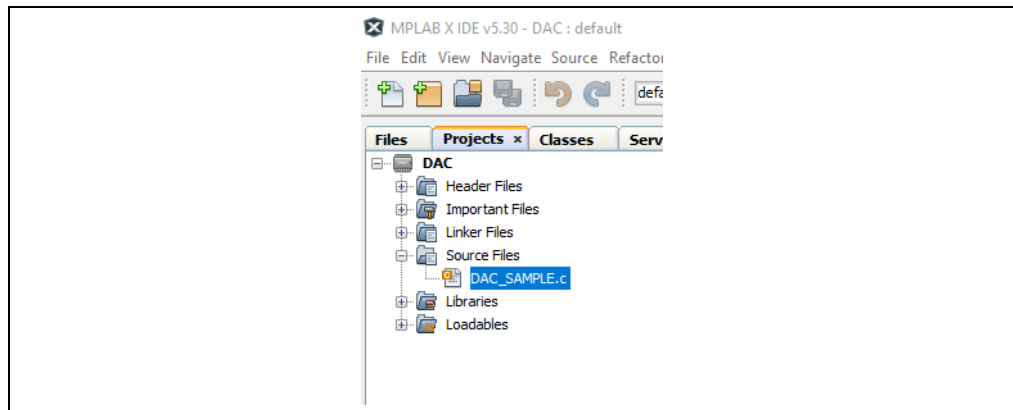 MPLAB X IDE v5.30 - DAC : default
File Edit View Navigate Source Refactor
defa
Files Projects × Classes Serv
DAC
Header Files
Important Files
Linker Files
Source Files
DAC_SAMPLE.c
Libraries
Loadables